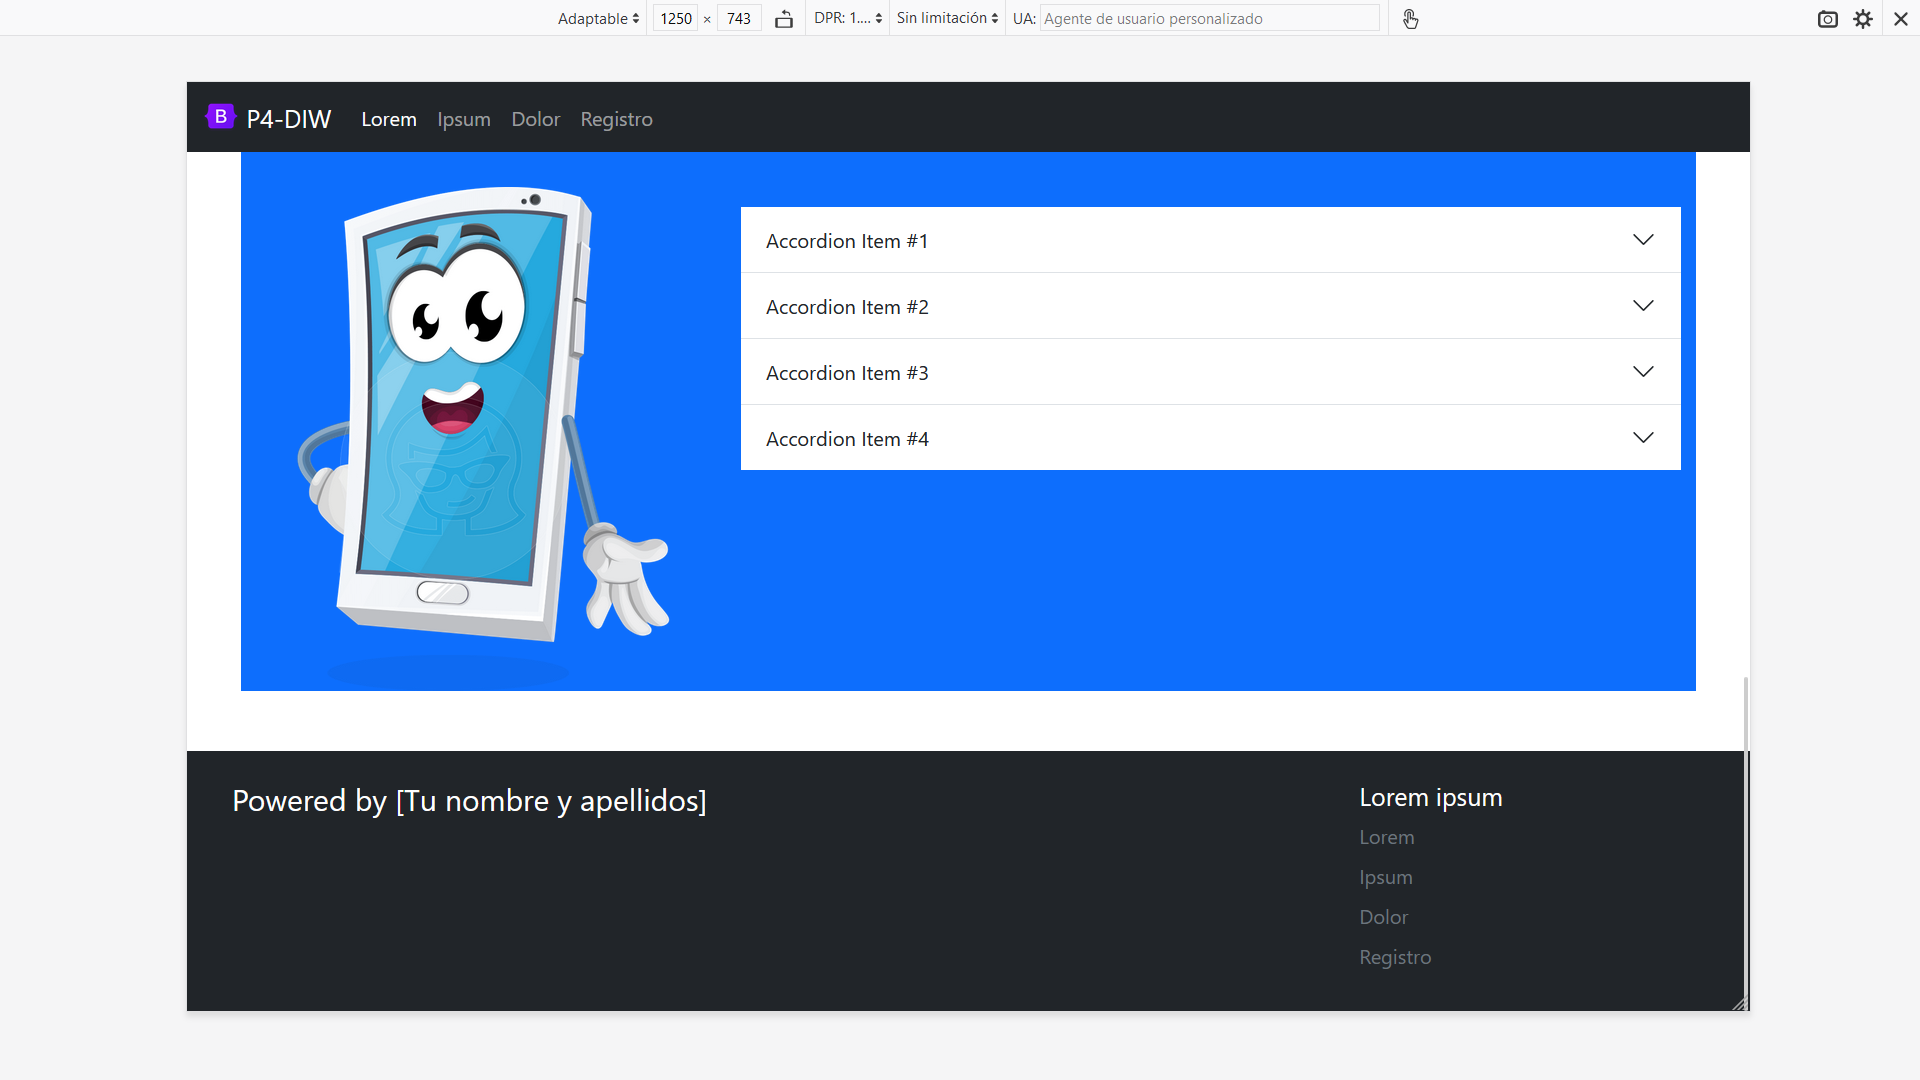 Adaptable 1250 × 743 DPR: 1.... Sin limitación UA: Agente de usuario personalizado
B P4-DIW Lorem Ipsum Dolor Registro
Accordion Item #1
Accordion Item #2
Accordion Item #3
Accordion Item #4
Powered by [Tu nombre y apellidos]
Lorem ipsum
Lorem
Ipsum
Dolor
Registro